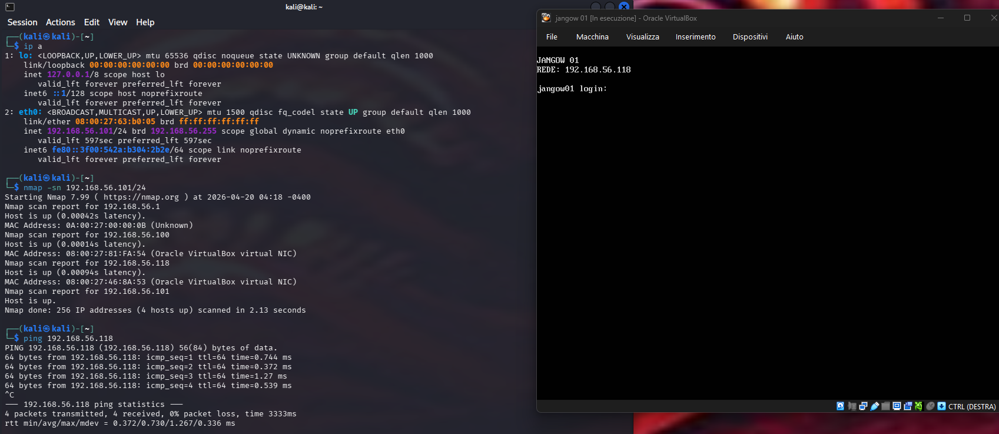 kali@kali: ~
Session Actions Edit View Help
┌──(kali㉿kali)-[~]
└─$ ip a
1: lo: <LOOPBACK,UP,LOWER_UP> mtu 65536 qdisc noqueue state UNKNOWN group default qlen 1000
    link/loopback 00:00:00:00:00:00 brd 00:00:00:00:00:00
    inet 127.0.0.1/8 scope host lo
       valid_lft forever preferred_lft forever
    inet6 ::1/128 scope host noprefixroute
       valid_lft forever preferred_lft forever
2: eth0: <BROADCAST,MULTICAST,UP,LOWER_UP> mtu 1500 qdisc fq_codel state UP group default qlen 1000
    link/ether 08:00:27:63:b0:05 brd ff:ff:ff:ff:ff:ff
    inet 192.168.56.101/24 brd 192.168.56.255 scope global dynamic noprefixroute eth0
       valid_lft 597sec preferred_lft 597sec
    inet6 fe80::3f00:542a:b304:2b2e/64 scope link noprefixroute
       valid_lft forever preferred_lft forever
┌──(kali㉿kali)-[~]
└─$ nmap -sn 192.168.56.101/24
Starting Nmap 7.99 ( https://nmap.org ) at 2026-04-20 04:18 -0400
Nmap scan report for 192.168.56.1
Host is up (0.00042s latency).
MAC Address: 0A:00:27:00:00:0B (Unknown)
Nmap scan report for 192.168.56.100
Host is up (0.00014s latency).
MAC Address: 08:00:27:81:FA:54 (Oracle VirtualBox virtual NIC)
Nmap scan report for 192.168.56.118
Host is up (0.00094s latency).
MAC Address: 08:00:27:46:8A:53 (Oracle VirtualBox virtual NIC)
Nmap scan report for 192.168.56.101
Host is up.
Nmap done: 256 IP addresses (4 hosts up) scanned in 2.13 seconds
┌──(kali㉿kali)-[~]
└─$ ping 192.168.56.118
PING 192.168.56.118 (192.168.56.118) 56(84) bytes of data.
64 bytes from 192.168.56.118: icmp_seq=1 ttl=64 time=0.744 ms
64 bytes from 192.168.56.118: icmp_seq=2 ttl=64 time=0.372 ms
64 bytes from 192.168.56.118: icmp_seq=3 ttl=64 time=1.27 ms
64 bytes from 192.168.56.118: icmp_seq=4 ttl=64 time=0.539 ms
^C
--- 192.168.56.118 ping statistics ---
4 packets transmitted, 4 received, 0% packet loss, time 3333ms
rtt min/avg/max/mdev = 0.372/0.730/1.267/0.336 ms
jangow 01 [In esecuzione] - Oracle VirtualBox
File Macchina Visualizza Inserimento Dispositivi Aiuto
JANGOW 01
REDE: 192.168.56.118
jangow01 login:
CTRL (DESTRA)